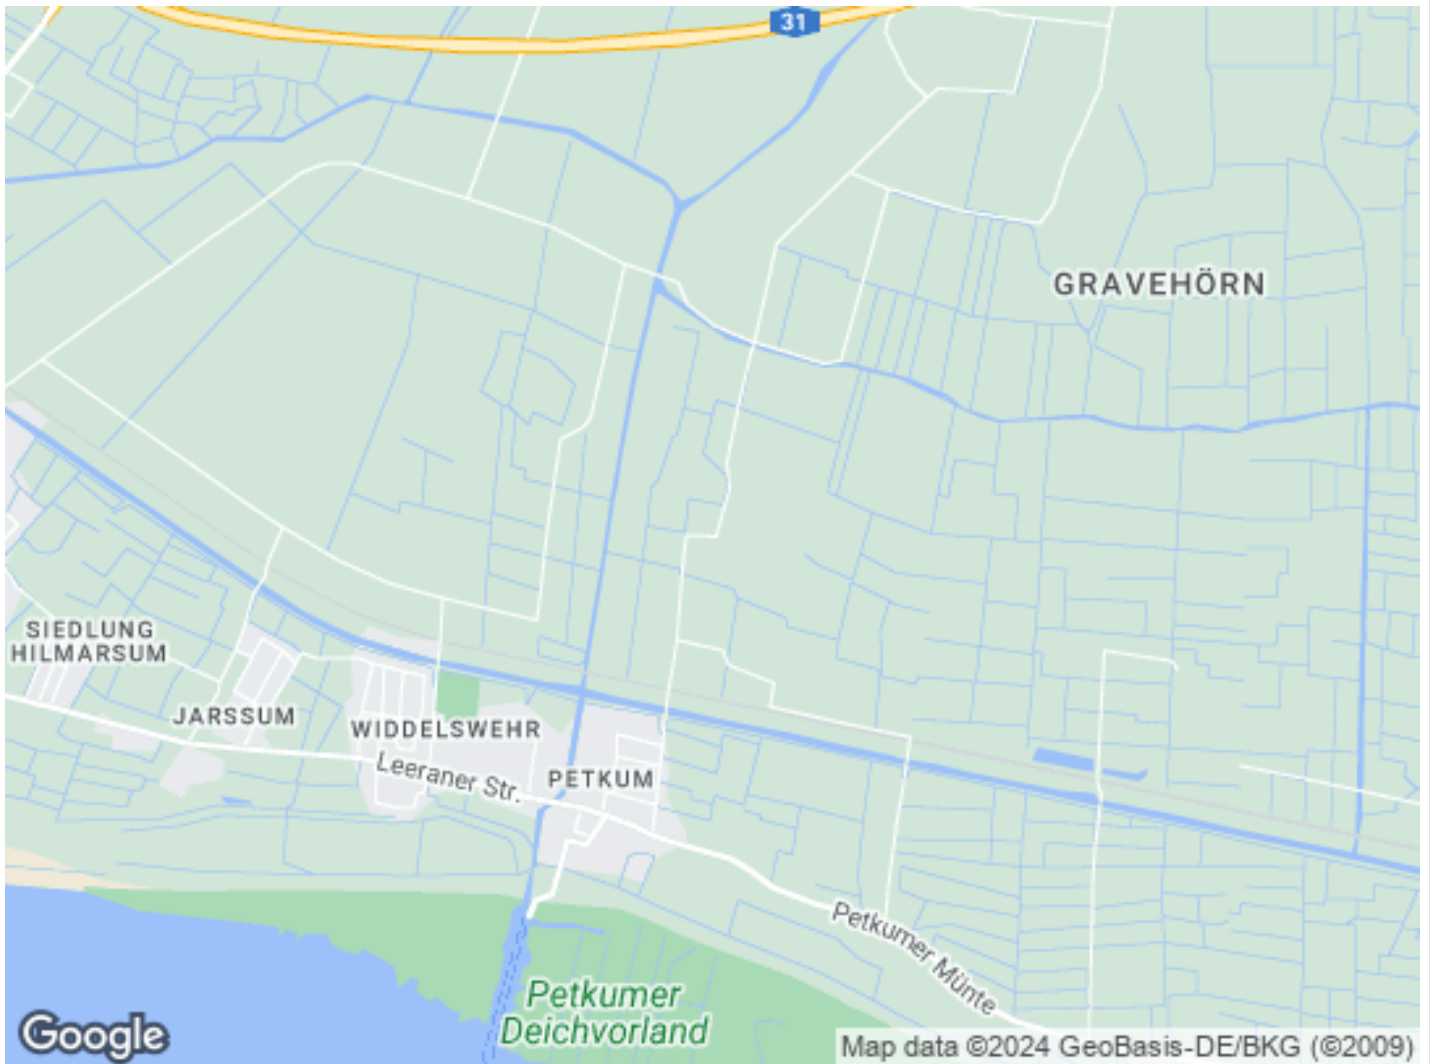 31
GRAVEHÖRN
SIEDLUNG
HILMARSUM
JARSSUM
WIDDELSWEHR
Leeraner Str.
PETKUM
Petkumer Münte
Petkumer
Deichvorland
Google
Map data ©2024 GeoBasis-DE/BKG (©2009)